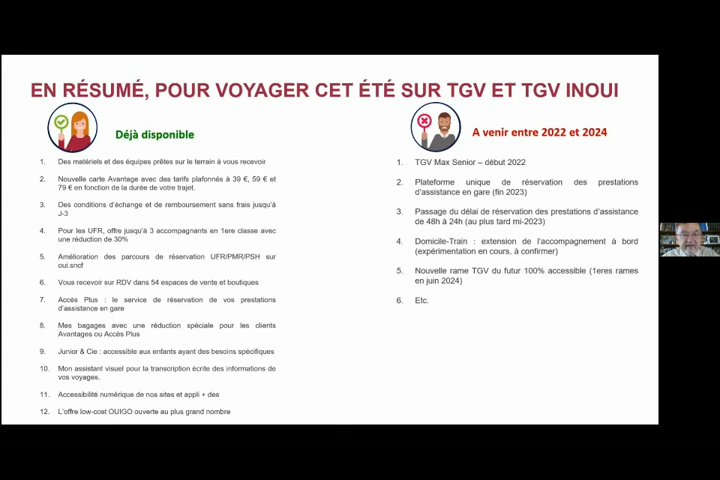 EN RÉSUMÉ, POUR VOYAGER CET ÉTÉ SUR TGV ET TGV INOUI
Déjà disponible
1. Des matériels et des équipes prêtes sur le terrain à vous recevoir
2. Nouvelle carte Avantage avec des tarifs plafonnés à 39 €, 59 € et
79 € en fonction de la durée de votre trajet.
3. Des conditions d'échange et de remboursement sans frais jusqu'à
J-3
4. Pour les UFR, offre jusqu'à 3 accompagnants en 1ere classe avec
une réduction de 30%
5. Amélioration des parcours de réservation UFR/PMR/PSH sur
oui.sncf
6. Vous recevoir sur RDV dans 54 espaces de vente et boutiques
7. Accès Plus : le service de réservation de vos prestations
d'assistance en gare
8. Mes bagages avec une réduction spéciale pour les clients
Avantages ou Accès Plus
9. Junior & Cie : accessible aux enfants ayant des besoins spécifiques
10. Mon assistant visuel pour la transcription écrite des informations de
vos voyages.
11. Accessibilité numérique de nos sites et appli + des
12. L'offre low-cost OUIGO ouverte au plus grand nombre
A venir entre 2022 et 2024
1. TGV Max Senior – début 2022
2. Plateforme unique de réservation des prestations
d'assistance en gare (fin 2023)
3. Passage du délai de réservation des prestations d'assistance
de 48h à 24h (au plus tard mi-2023)
4. Domicile-Train : extension de l'accompagnement à bord
(expérimentation en cours, à confirmer)
5. Nouvelle rame TGV du futur 100% accessible (1eres rames
en juin 2024)
6. Etc.